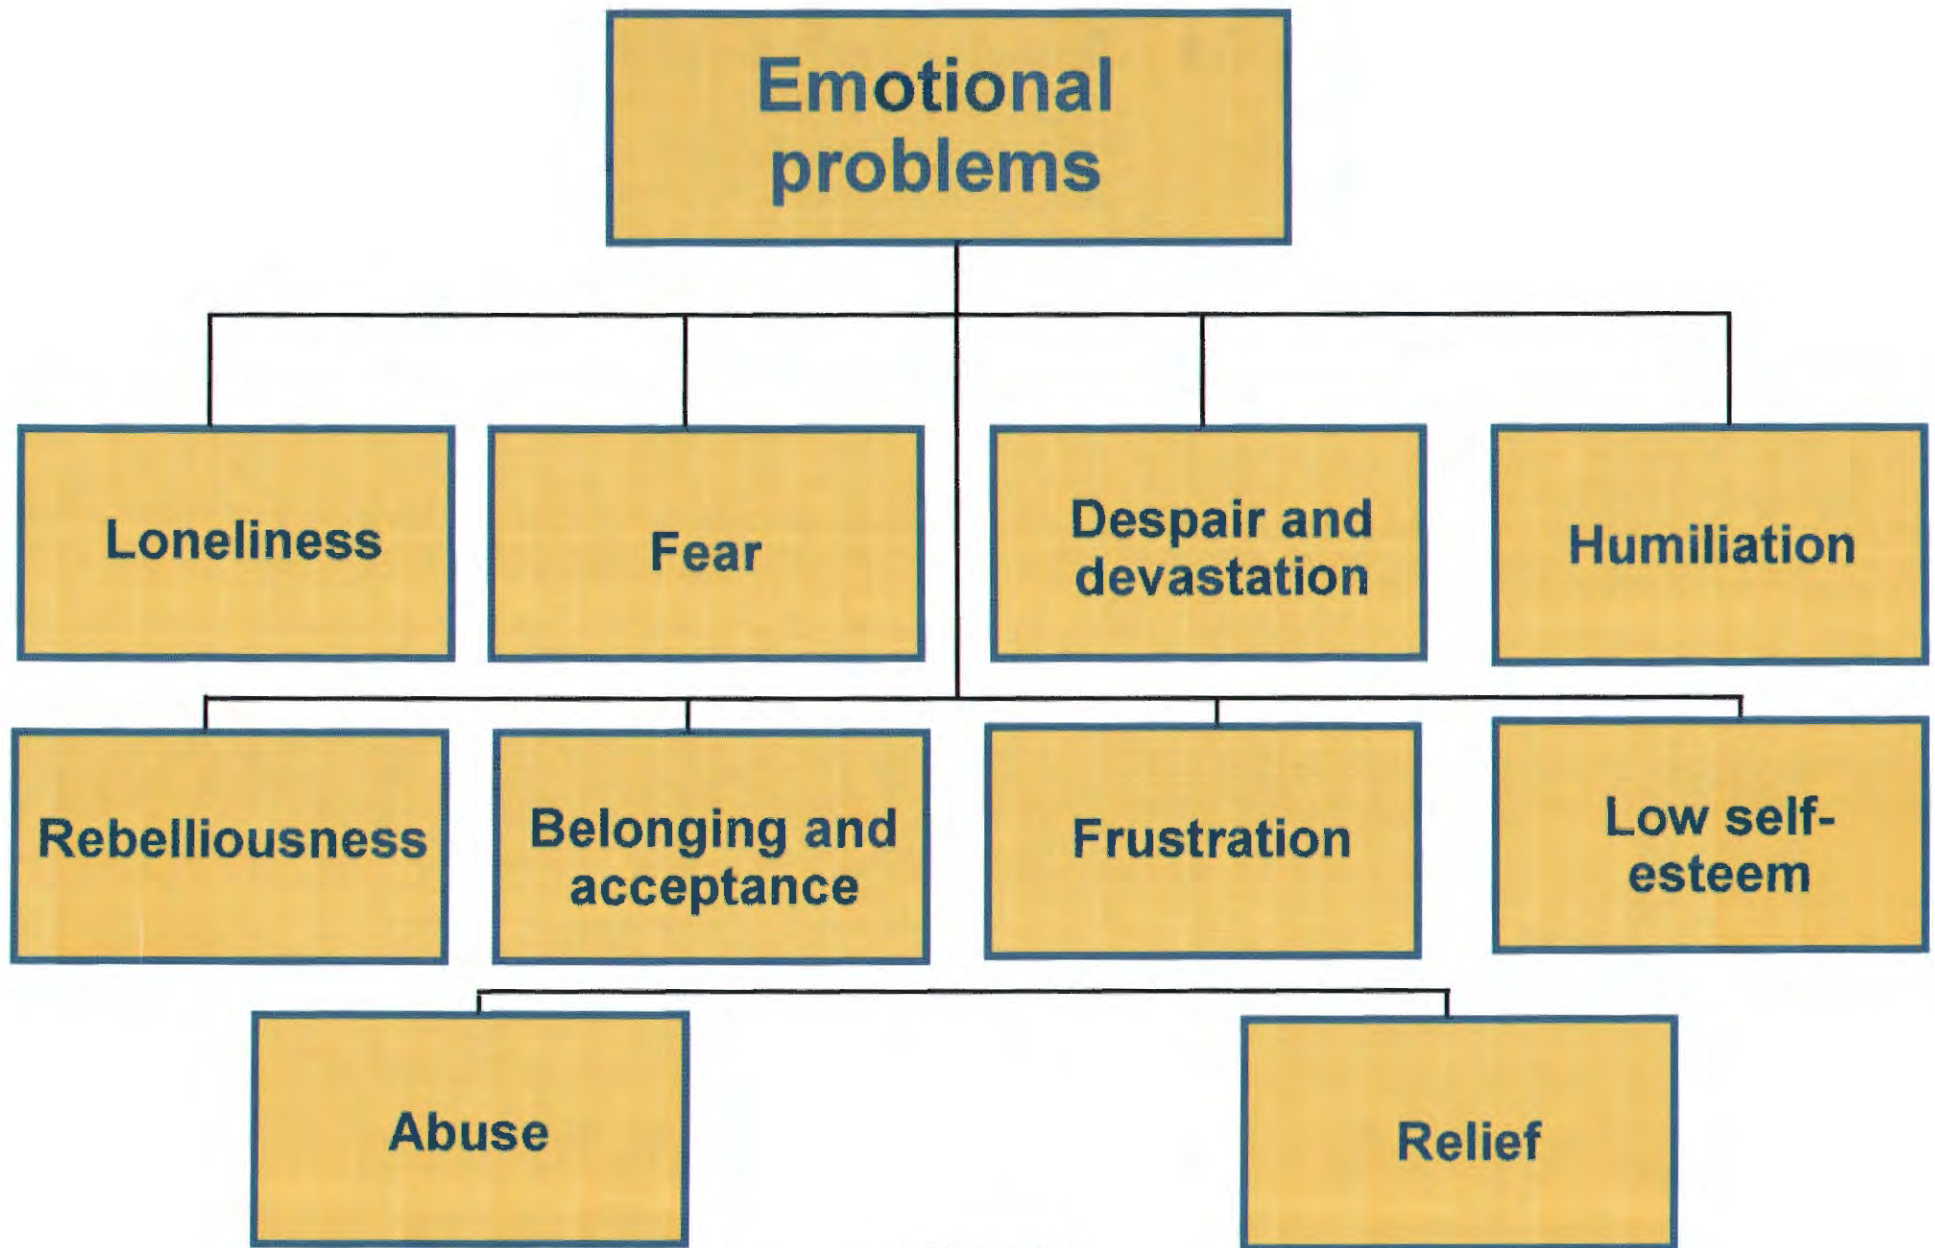 Emotional
problems
Loneliness
Fear
Despair and
devastation
Humiliation
Rebelliousness
Belonging and
acceptance
Frustration
Low self-
esteem
Abuse
Relief